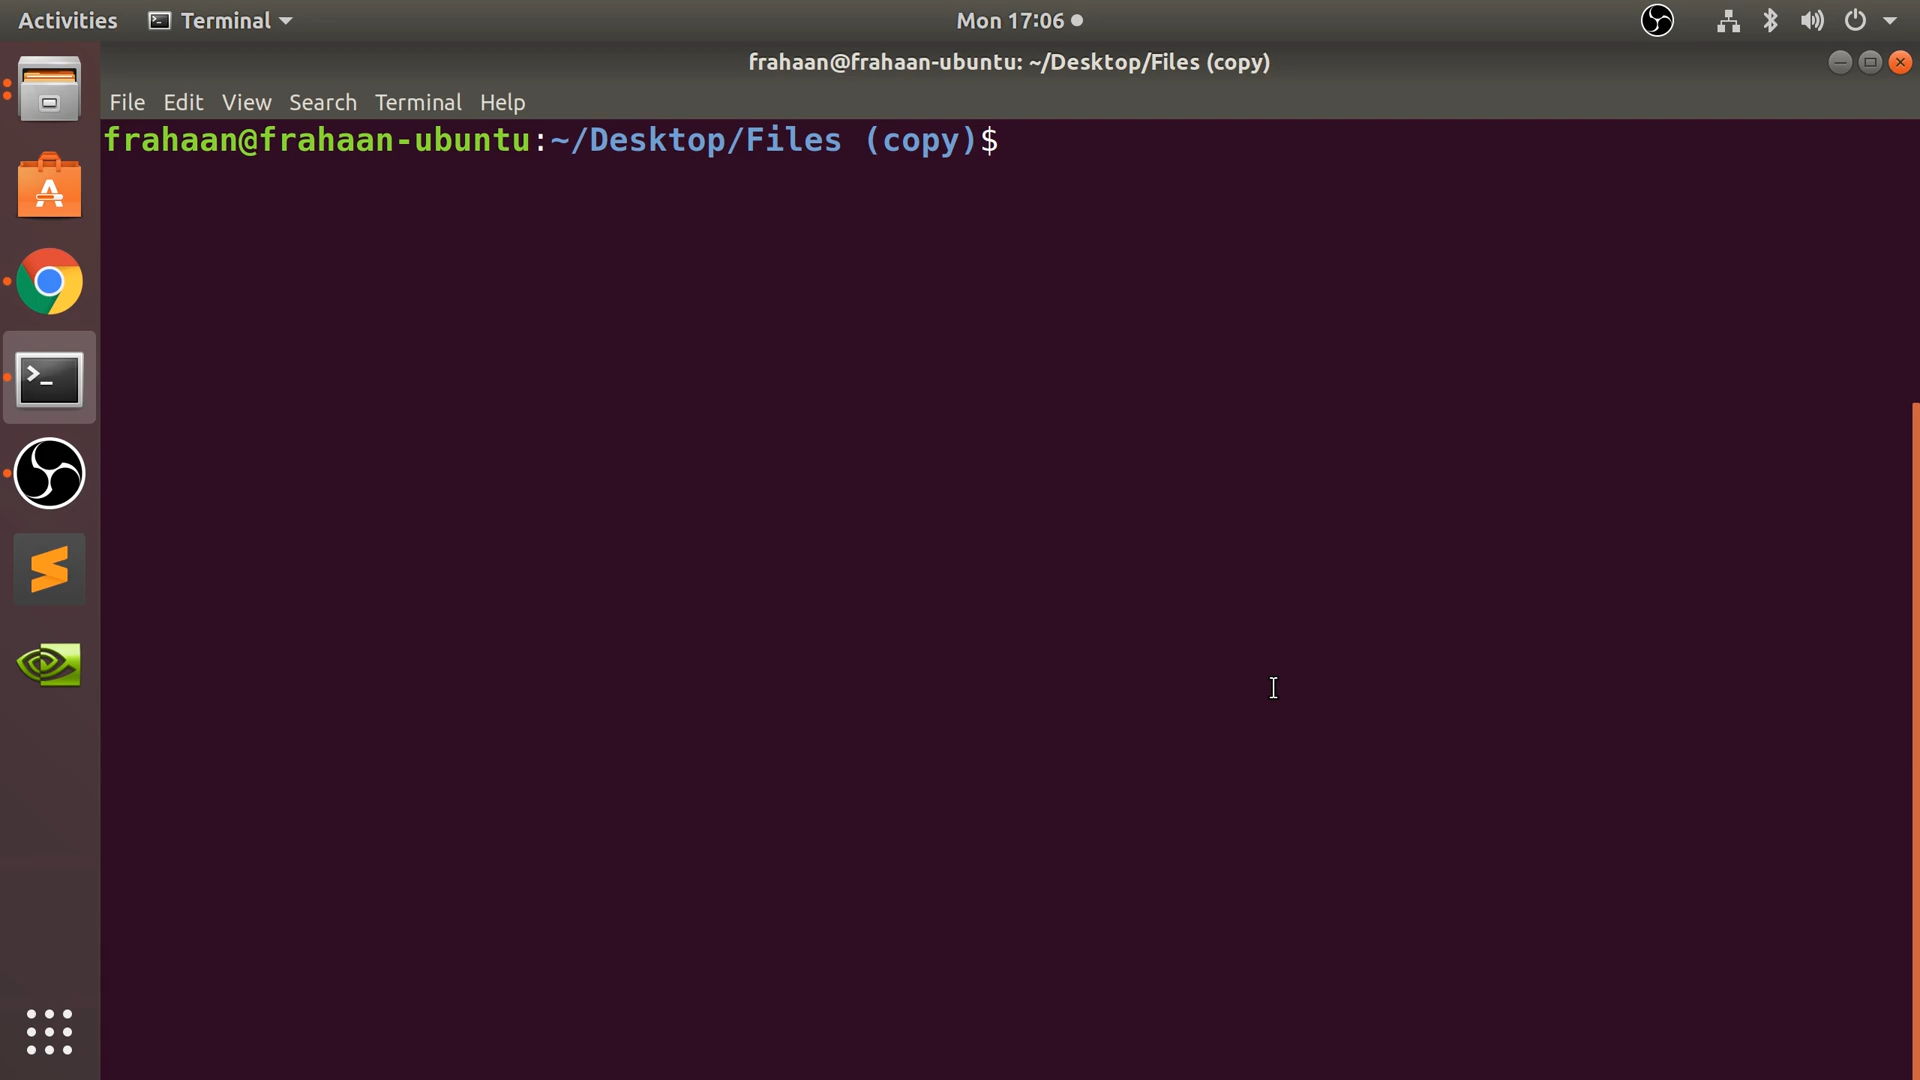 Activities Terminal Mon 17:06
frahaan@frahaan-ubuntu: ~/Desktop/Files (copy)
File Edit View Search Terminal Help
frahaan@frahaan-ubuntu:~/Desktop/Files (copy)$